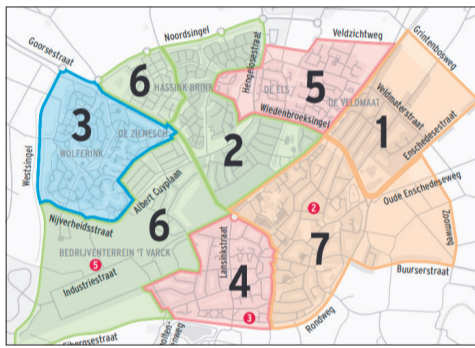 Noordsingel
Veldzichtweg
Goorsestraat
Hengelosestraat
Grintenbosweg
6
HASSINK BRINK
DE ELS
5
DE VELDMAAT
Veldmaterstraat
3
DE ZIENESCH
Wiedenbroeksingel
1
Enschedesestraat
WOLFERINK
2
Westsingel
Albert Cuyplaan
Oude Enschedeseweg
2
Nijverheidsstraat
6
Zoomweg
BEDRIJVENTERREIN 'T VARCK
7
5
Lansinkstraat
Buurserstraat
Industriestraat
4
3
Rondweg